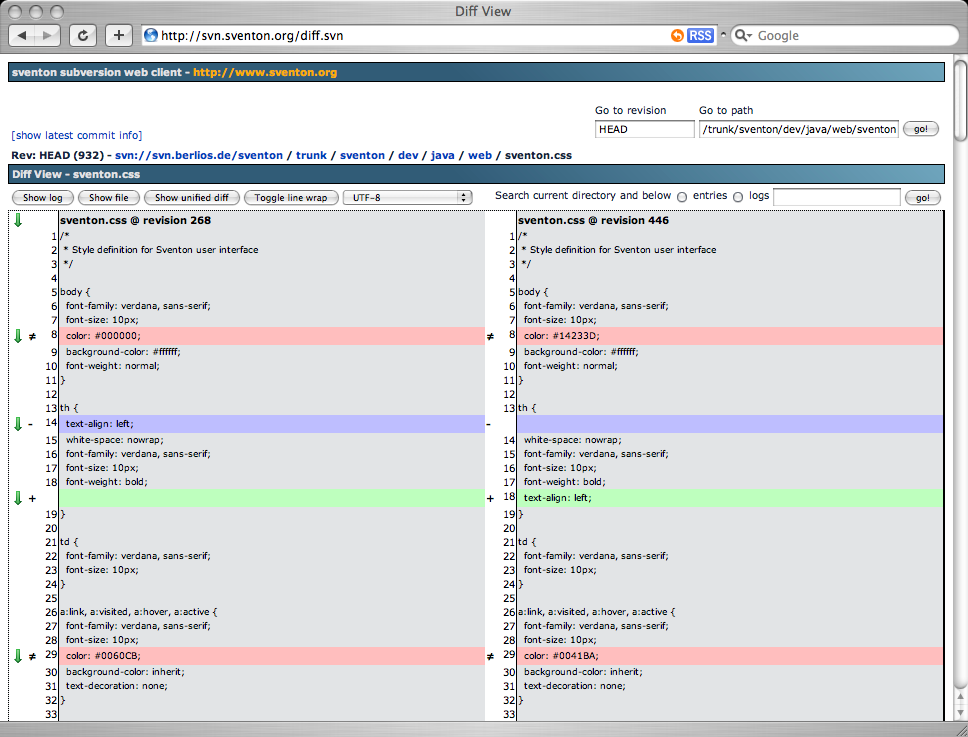 Diff View
http://svn.sventon.org/diff.svn RSS Google
sventon subversion web client - http://www.sventon.org
Go to revision Go to path
[show latest commit info] HEAD /trunk/sventon/dev/java/web/sventon go!
Rev: HEAD (932) - svn://svn.berlios.de/sventon / trunk / sventon / dev / java / web / sventon.css
Diff View - sventon.css
Show log Show file Show unified diff Toggle line wrap UTF-8 Search current directory and below entries logs go!
sventon.css @ revision 268 sventon.css @ revision 446
1 /* 1 /*
2 * Style definition for Sventon user interface 2 * Style definition for Sventon user interface
3 */ 3 */
4 4
5 body { 5 body {
6 font-family: verdana, sans-serif; 6 font-family: verdana, sans-serif;
7 font-size: 10px; 7 font-size: 10px;
≠ 8 color: #000000; ≠ 8 color: #14233D;
9 background-color: #ffffff; 9 background-color: #ffffff;
10 font-weight: normal; 10 font-weight: normal;
11 } 11 }
12 12
13 th { 13 th {
- 14 text-align: left; -
15 white-space: nowrap; 14 white-space: nowrap;
16 font-family: verdana, sans-serif; 15 font-family: verdana, sans-serif;
17 font-size: 10px; 16 font-size: 10px;
18 font-weight: bold; 17 font-weight: bold;
+ + 18 text-align: left;
19 } 19 }
20 20
21 td { 21 td {
22 font-family: verdana, sans-serif; 22 font-family: verdana, sans-serif;
23 font-size: 10px; 23 font-size: 10px;
24 } 24 }
25 25
26 a:link, a:visited, a:hover, a:active { 26 a:link, a:visited, a:hover, a:active {
27 font-family: verdana, sans-serif; 27 font-family: verdana, sans-serif;
28 font-size: 10px; 28 font-size: 10px;
≠ 29 color: #0060CB; ≠ 29 color: #0041BA;
30 background-color: inherit; 30 background-color: inherit;
31 text-decoration: none; 31 text-decoration: none;
32 } 32 }
33 33